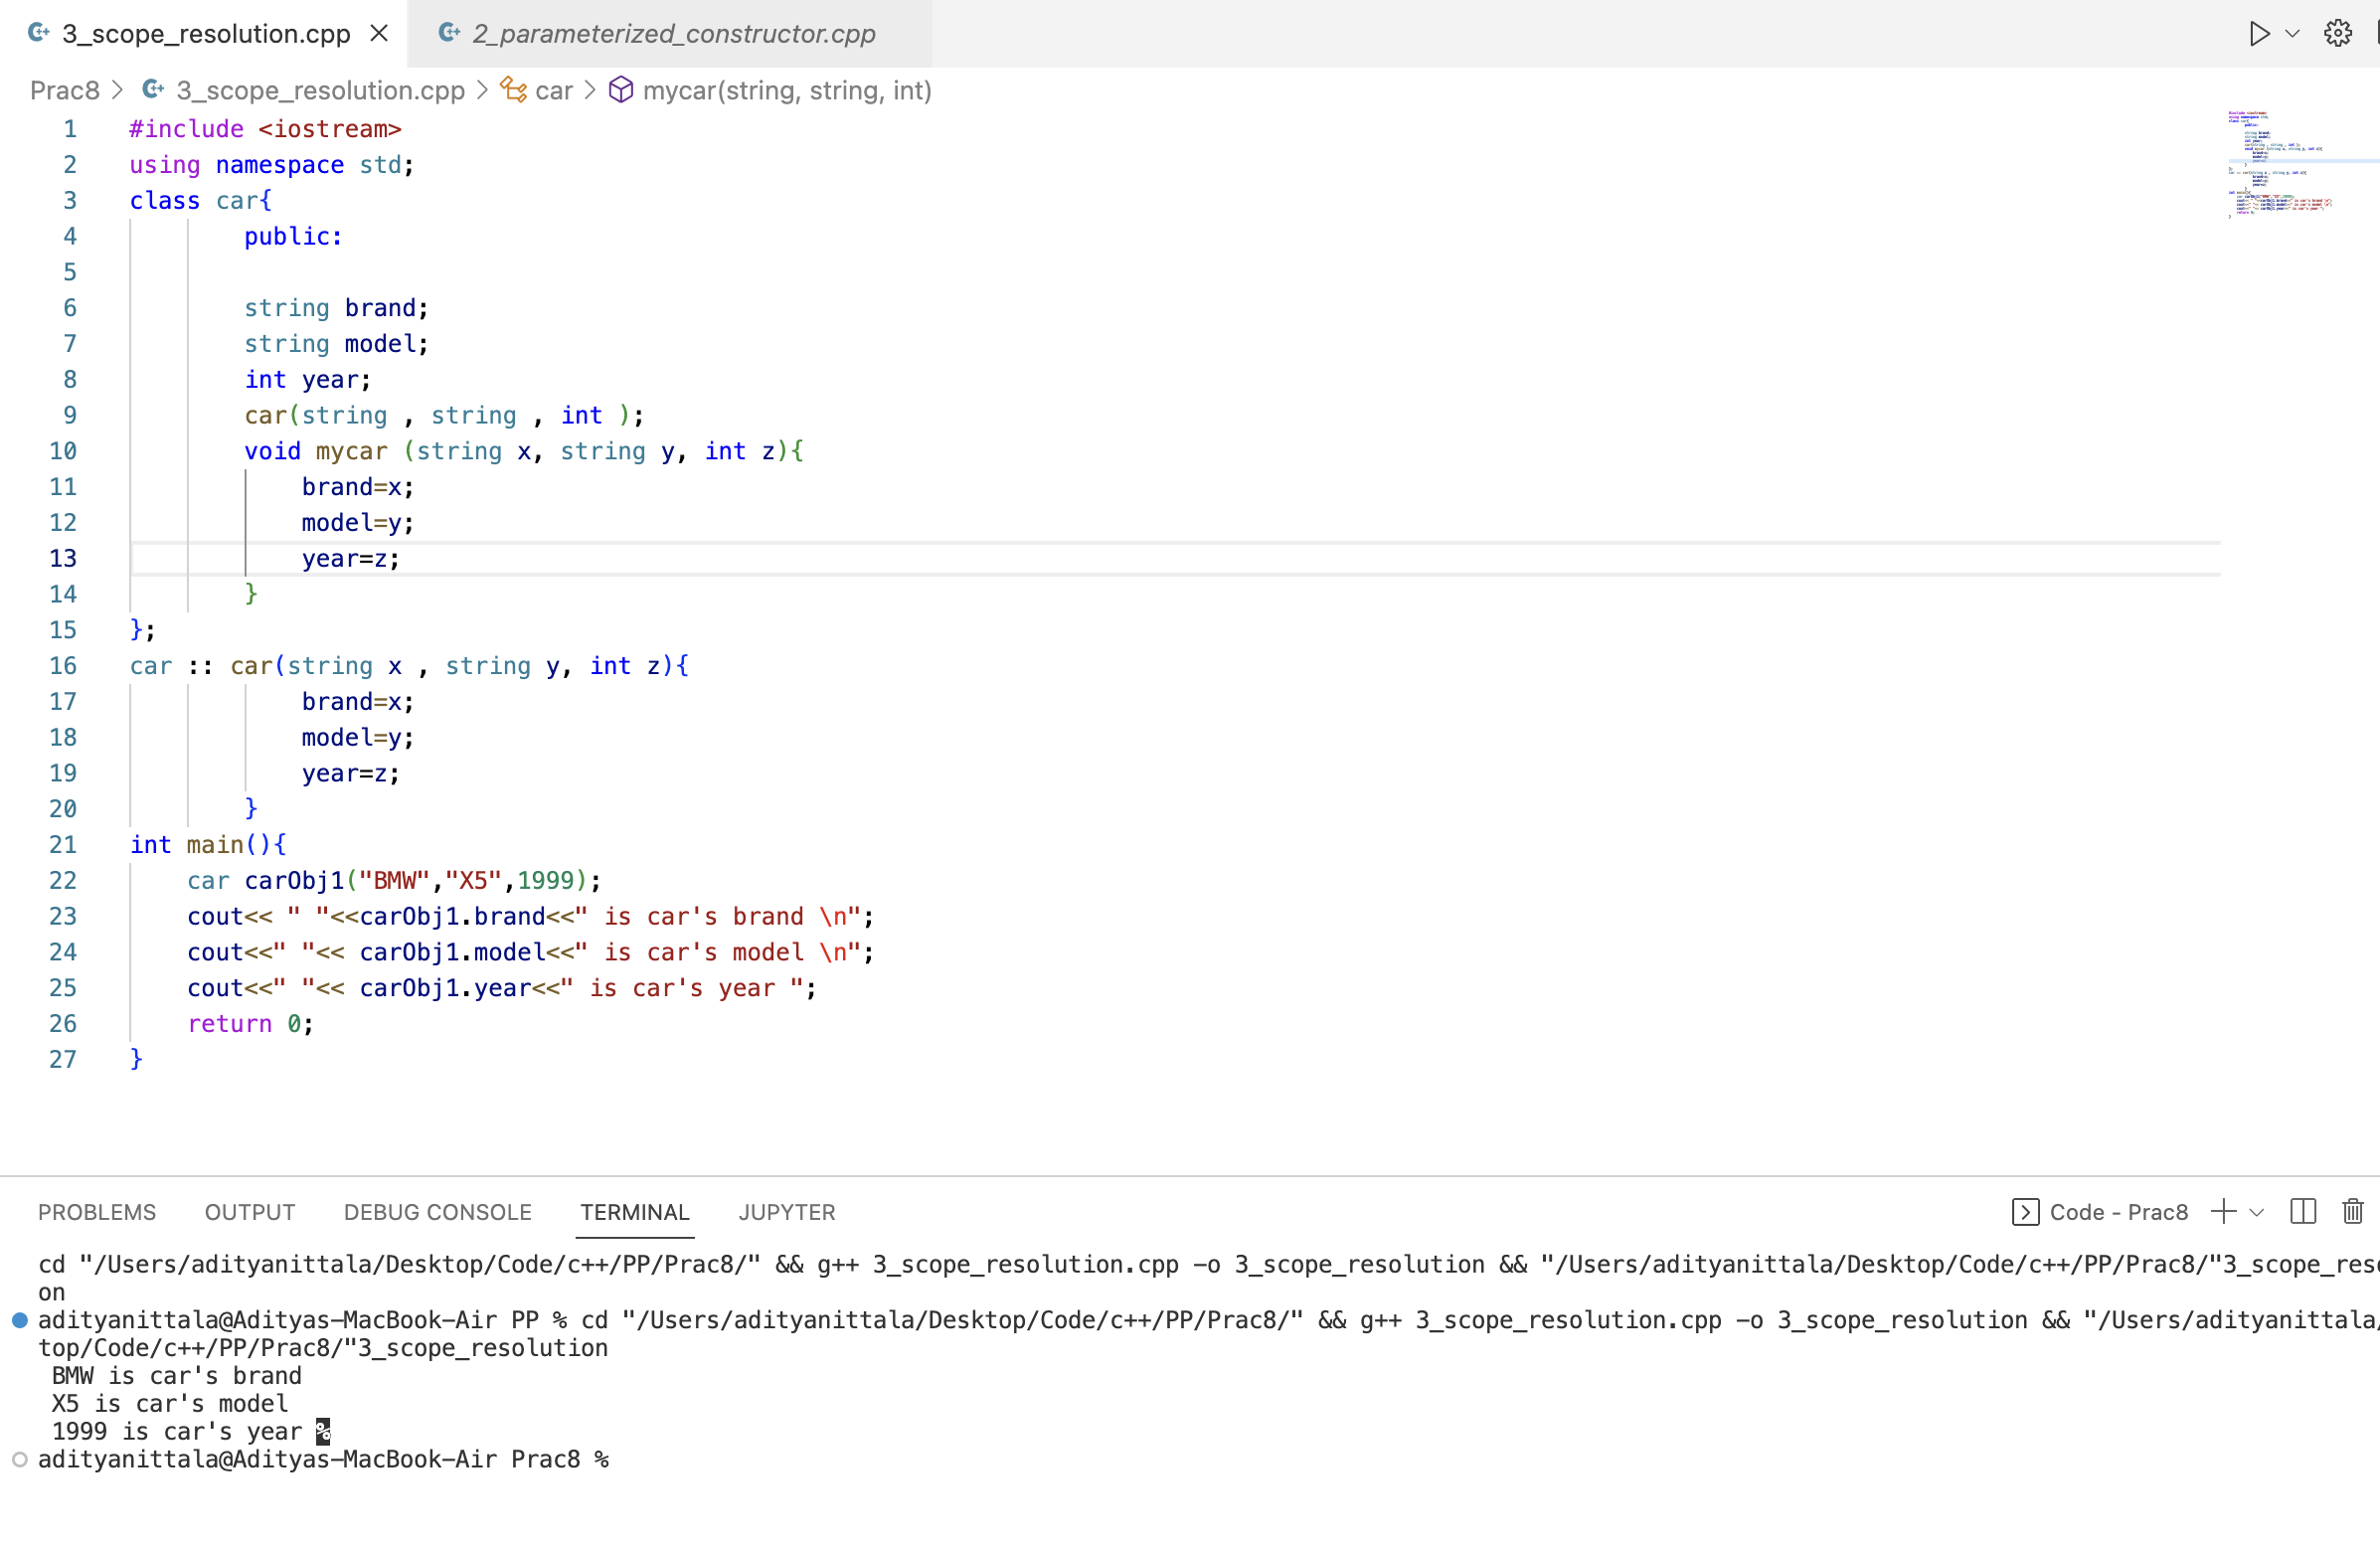 3_scope_resolution.cpp 2_parameterized_constructor.cpp
Prac8 > 3_scope_resolution.cpp > car > mycar(string, string, int)
1 #include <iostream>
2 using namespace std;
3 class car{
4 public:
5
6 string brand;
7 string model;
8 int year;
9 car(string , string , int );
10 void mycar (string x, string y, int z){
11 brand=x;
12 model=y;
13 year=z;
14 }
15 };
16 car :: car(string x , string y, int z){
17 brand=x;
18 model=y;
19 year=z;
20 }
21 int main(){
22 car carObj1("BMW","X5",1999);
23 cout<< " "<<carObj1.brand<<" is car's brand \n";
24 cout<<" "<< carObj1.model<<" is car's model \n";
25 cout<<" "<< carObj1.year<<" is car's year ";
26 return 0;
27 }
PROBLEMS OUTPUT DEBUG CONSOLE TERMINAL JUPYTER Code - Prac8
cd "/Users/adityanittala/Desktop/Code/c++/PP/Prac8/" && g++ 3_scope_resolution.cpp -o 3_scope_resolution && "/Users/adityanittala/Desktop/Code/c++/PP/Prac8/"3_scope_res
on
adityanittala@Adityas-MacBook-Air PP % cd "/Users/adityanittala/Desktop/Code/c++/PP/Prac8/" && g++ 3_scope_resolution.cpp -o 3_scope_resolution && "/Users/adityanittala/
top/Code/c++/PP/Prac8/"3_scope_resolution
BMW is car's brand
X5 is car's model
1999 is car's year %
adityanittala@Adityas-MacBook-Air Prac8 %